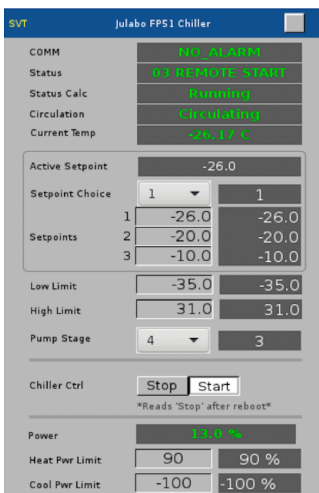 SVT Julabo FP51 Chiller
COMM NO_ALARM
Status 03 REMOTE START
Status Calc Running
Circulation Circulating
Current Temp -26.17 C
Active Setpoint -26.0
Setpoint Choice 1 1
1 -26.0 -26.0
Setpoints 2 -20.0 -20.0
3 -10.0 -10.0
Low Limit -35.0 -35.0
High Limit 31.0 31.0
Pump Stage 4 3
Chiller Ctrl Stop Start
*Reads 'Stop' after reboot*
Power 13.0 %
Heat Pwr Limit 90 90 %
Cool Pwr Limit -100 -100 %